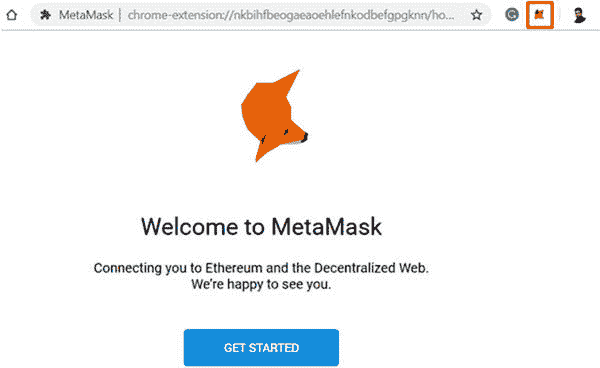 MetaMask | chrome-extension://nkbihfbeogaeaoehlefnkodbefgpgknn/ho...
Welcome to MetaMask
Connecting you to Ethereum and the Decentralized Web.
We're happy to see you.
GET STARTED